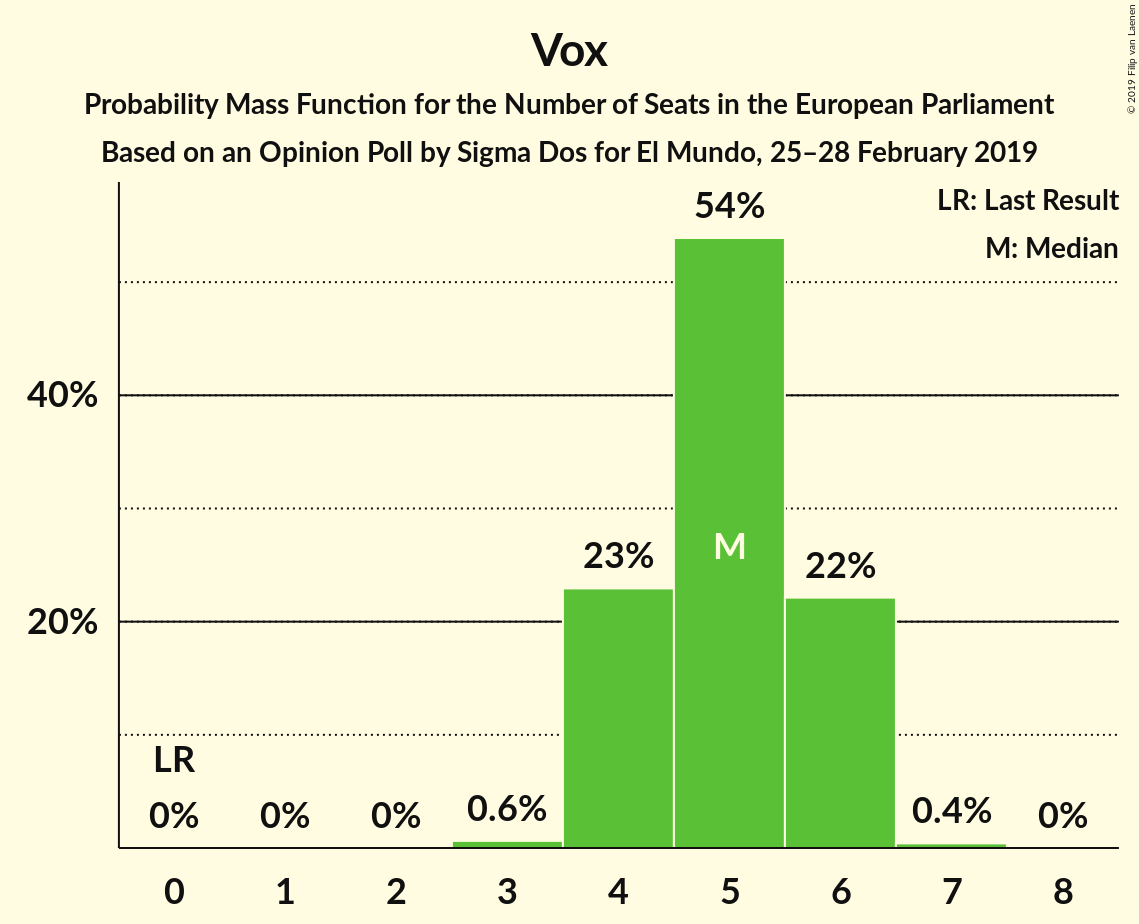 Vox
Probability Mass Function for the Number of Seats in the European Parliament
Based on an Opinion Poll by Sigma Dos for El Mundo, 25–28 February 2019
© 2019 Filip van Laenen
LR: Last Result
M: Median
54%
40%
M
23%
22%
20%
LR
0%
0%
0%
0.6%
0.4%
0%
0
1
2
3
4
5
6
7
8